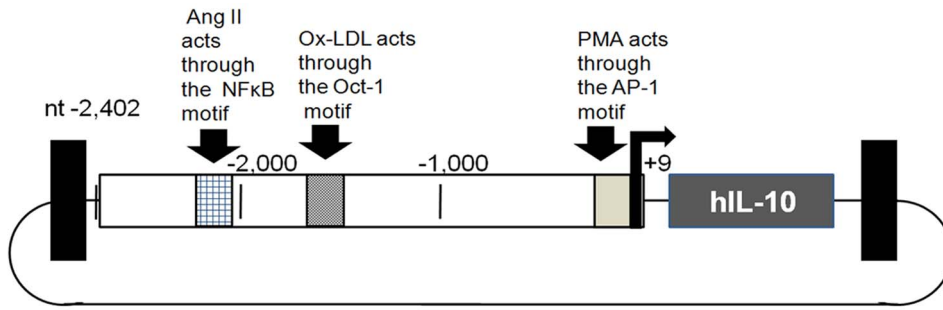 Ang II
acts
through
the NFκB
motif
Ox-LDL acts
through
the Oct-1
motif
PMA acts
through
the AP-1
motif
nt -2,402
-2,000
-1,000
+9
hIL-10